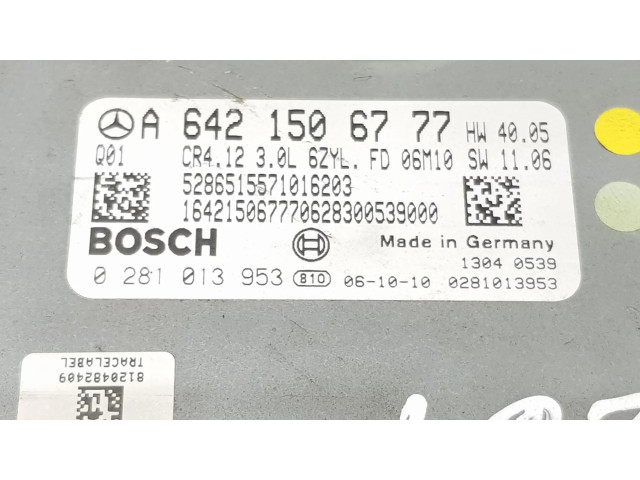 A 642 150 67 77 HW 40.05
Q01 CR4.12 3.0L 6ZYL. FD 06M10 SW 11.06
5286515571016203
164215067770628300539000
BOSCH Made in Germany
1304 0539
0 281 013 953 810 06-10-10 0281013953
TRACELABEL
8120482409